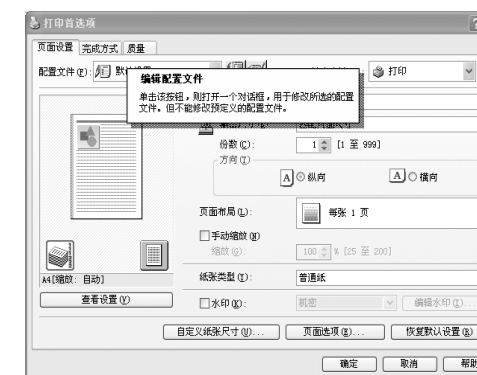 打印首选项
页面设置 完成方式 质量
配置文件(F): 打印
编辑配置文件
单击该按钮，则打开一个对话框，用于修改所选的配置
文件。但不能修改预定义的配置文件。
份数(C): 1 [1 至 999]
方向(T)
A 纵向 A 横向
页面布局(L): 每张 1 页
手动缩放(N)
缩放(G): 100 % [25 至 200]
A4[缩放: 自动]
纸张类型(Y): 普通纸
查看设置(V)
水印(K): 机密 编辑水印(I)...
自定义纸张尺寸(U)... 页面选项(E)... 恢复默认设置(R)
确定 取消